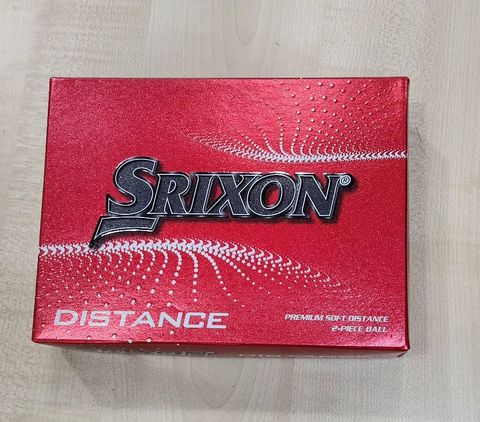 SRIXON®
DISTANCE
PREMIUM SOFT DISTANCE
2-PIECE BALL